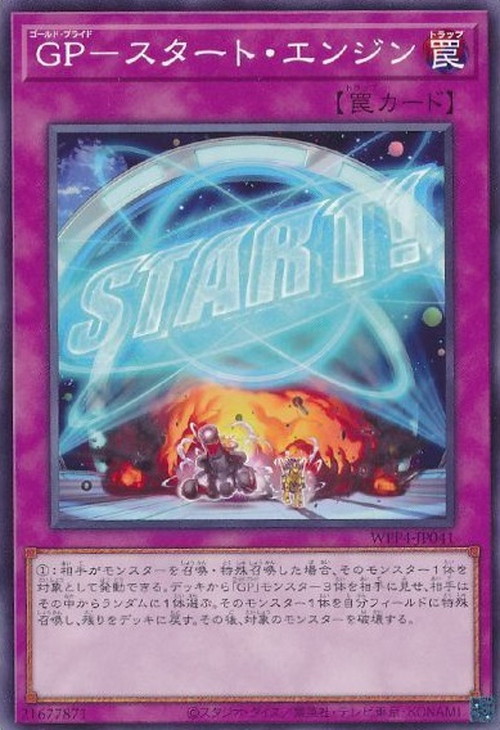 ゴールド・プライド
GP－スタート・エンジン
トラップ
罠
【罠カード】
START!
WPP4-JP041
①：相手がモンスターを召喚・特殊召喚した場合、そのモンスター1体を
対象として発動できる。デッキから「GP」モンスター3体を相手に見せ、相手は
その中からランダムに1体選ぶ。そのモンスター1体を自分フィールドに特殊
召喚し、残りをデッキに戻す。その後、対象のモンスターを破壊する。
21677871
©スタジオ・ダイス／集英社・テレビ東京・KONAMI